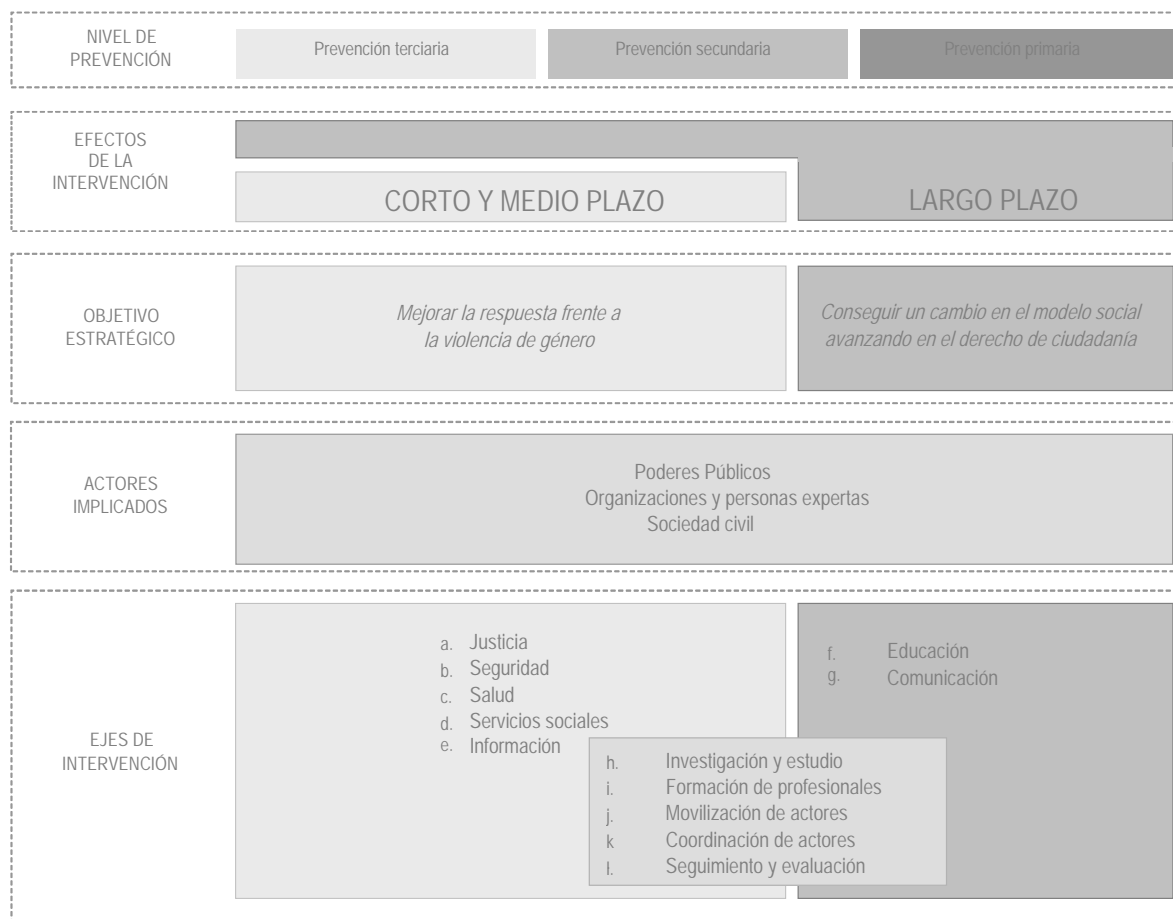 NIVEL DE
PREVENCIÓN
Prevención terciaria
Prevención secundaria
Prevención primaria
EFECTOS
DE LA
INTERVENCIÓN
CORTO Y MEDIO PLAZO
LARGO PLAZO
OBJETIVO
ESTRATÉGICO
Mejorar la respuesta frente a
la violencia de género
Conseguir un cambio en el modelo social
avanzando en el derecho de ciudadanía
ACTORES
IMPLICADOS
Poderes Públicos
Organizaciones y personas expertas
Sociedad civil
EJES DE
INTERVENCIÓN
a. Justicia
b. Seguridad
c. Salud
d. Servicios sociales
e. Información
f. Educación
g. Comunicación
h. Investigación y estudio
i. Formación de profesionales
j. Movilización de actores
k Coordinación de actores
l. Seguimiento y evaluación